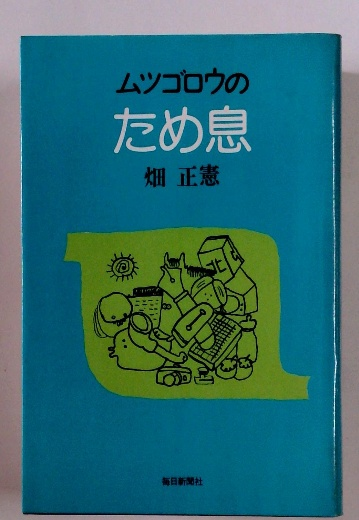 ムツゴロウの
ため息
畑 正憲
毎日新聞社